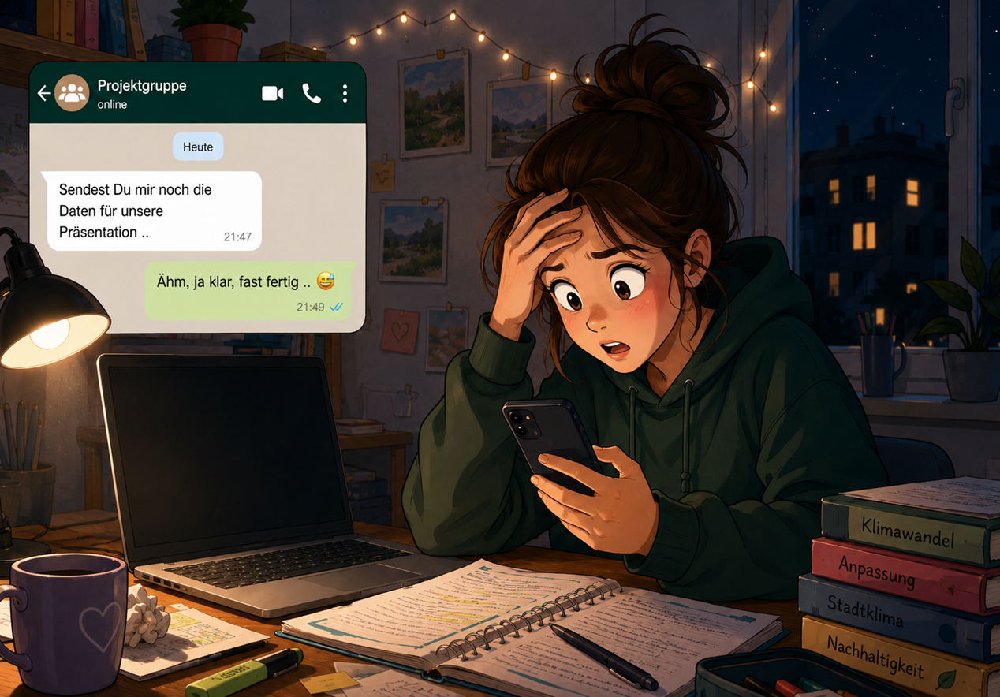 Projektgruppe
online
Heute
Sendest Du mir noch die
Daten für unsere
Präsentation ..
21:47
Ähm, ja klar, fast fertig .. 😅
21:49
Klimawandel
Anpassung
Stadtklima
Nachhaltigkeit